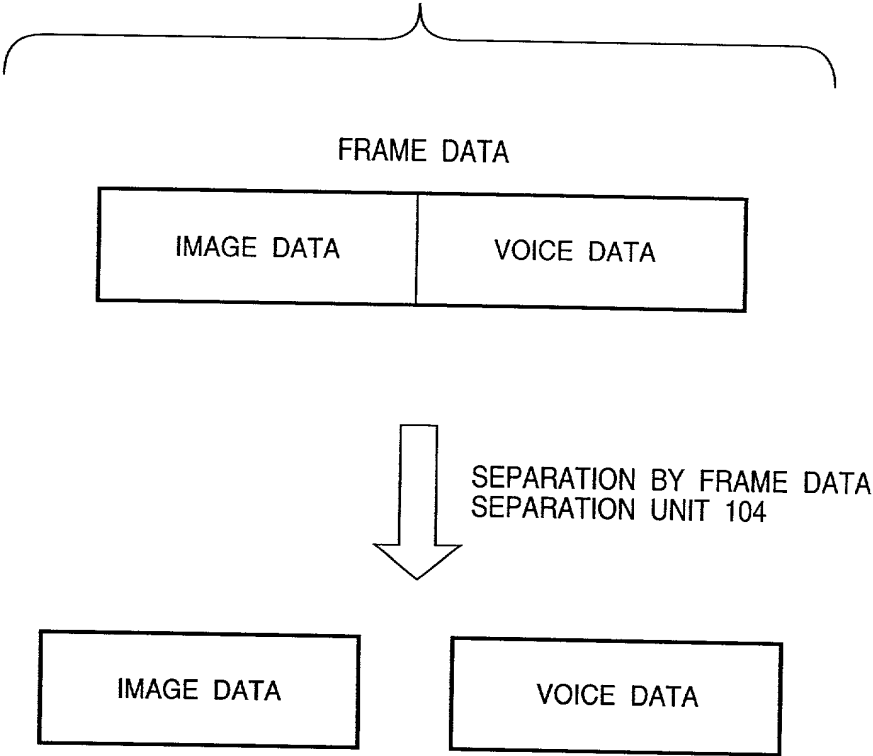 FRAME DATA
IMAGE DATA
VOICE DATA
SEPARATION BY FRAME DATA
SEPARATION UNIT 104
IMAGE DATA
VOICE DATA